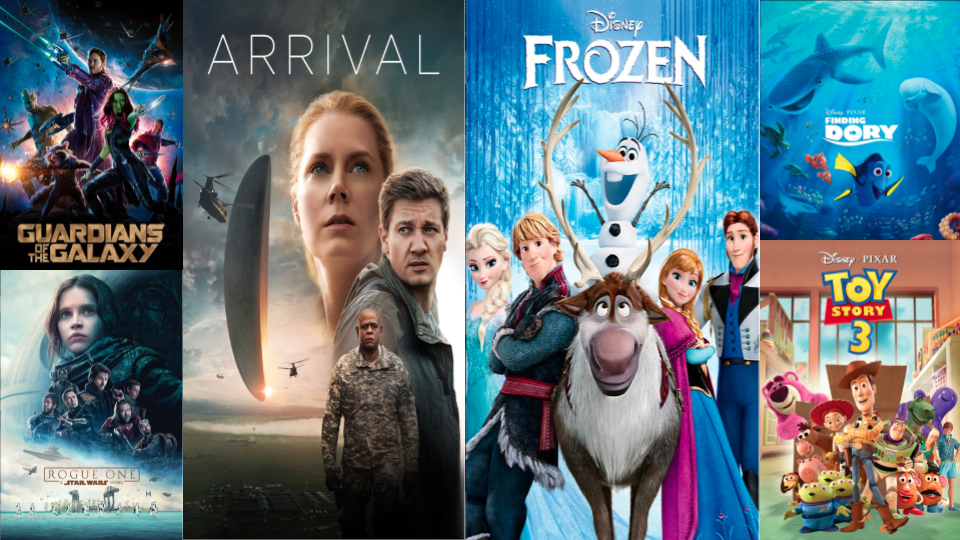 GUARDIANS
OF THE GALAXY
ROGUE ONE
A STAR WARS STORY
ARRIVAL
Disney
FROZEN
Disney PIXAR
FINDING
DORY
Disney · PIXAR
TOY
STORY
3